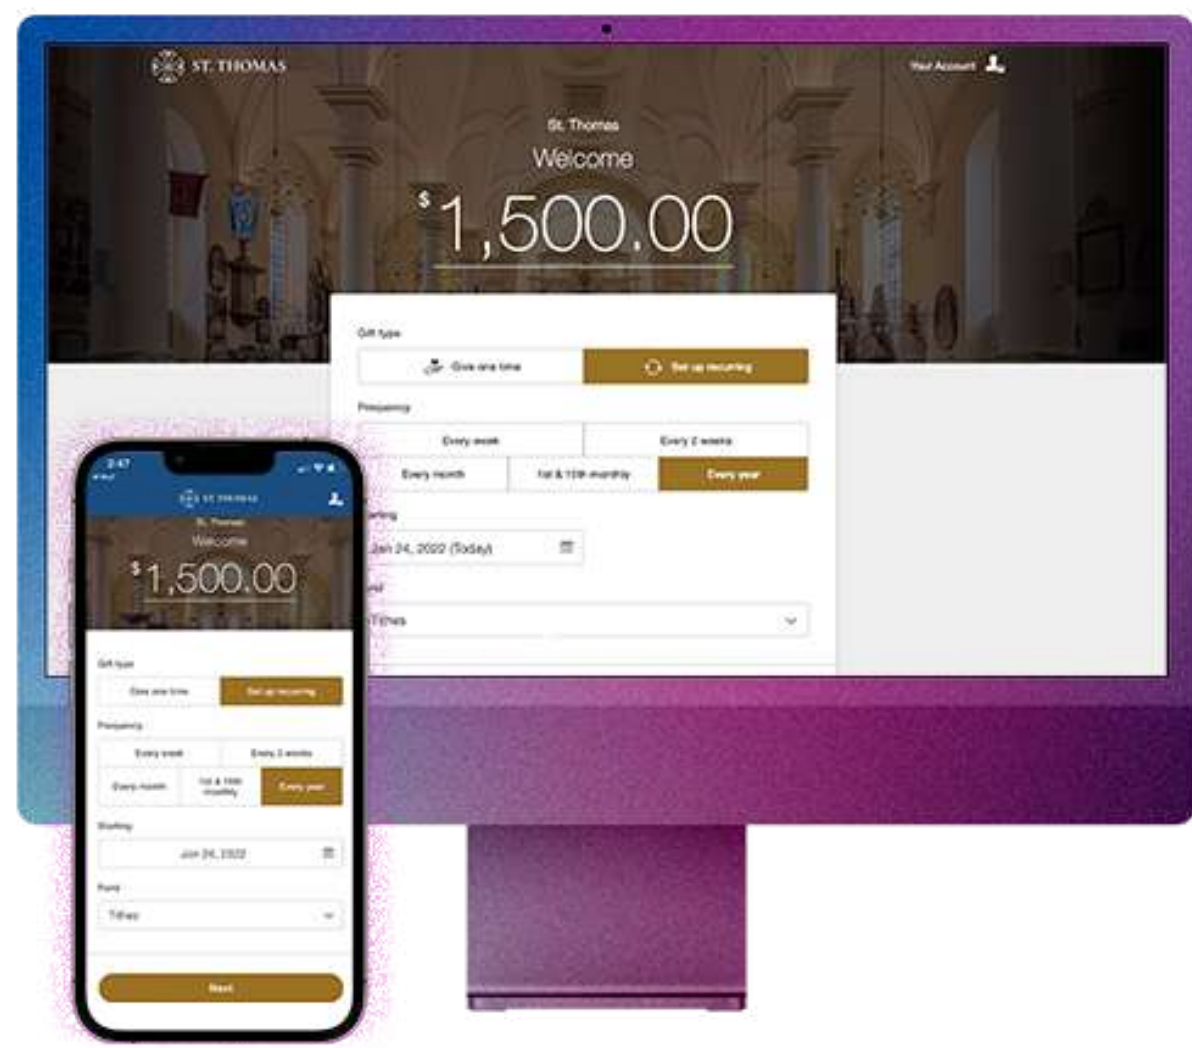 ST. THOMAS
Your Account
St. Thomas
Welcome
$1,500.00
Gift type
Give one time
Set up recurring
Frequency
Every week
Every 2 weeks
Every month
1st & 15th monthly
Every year
Jan 24, 2022 (Today)
Tithes
2:47
ST. THOMAS
St. Thomas
Welcome
$1,500.00
Gift type
Give one time
Set up recurring
Frequency
Every week
Every 2 weeks
Every month
1st & 15th
monthly
Every year
Starting
Jan 24, 2022
Fund
Tithes
Next